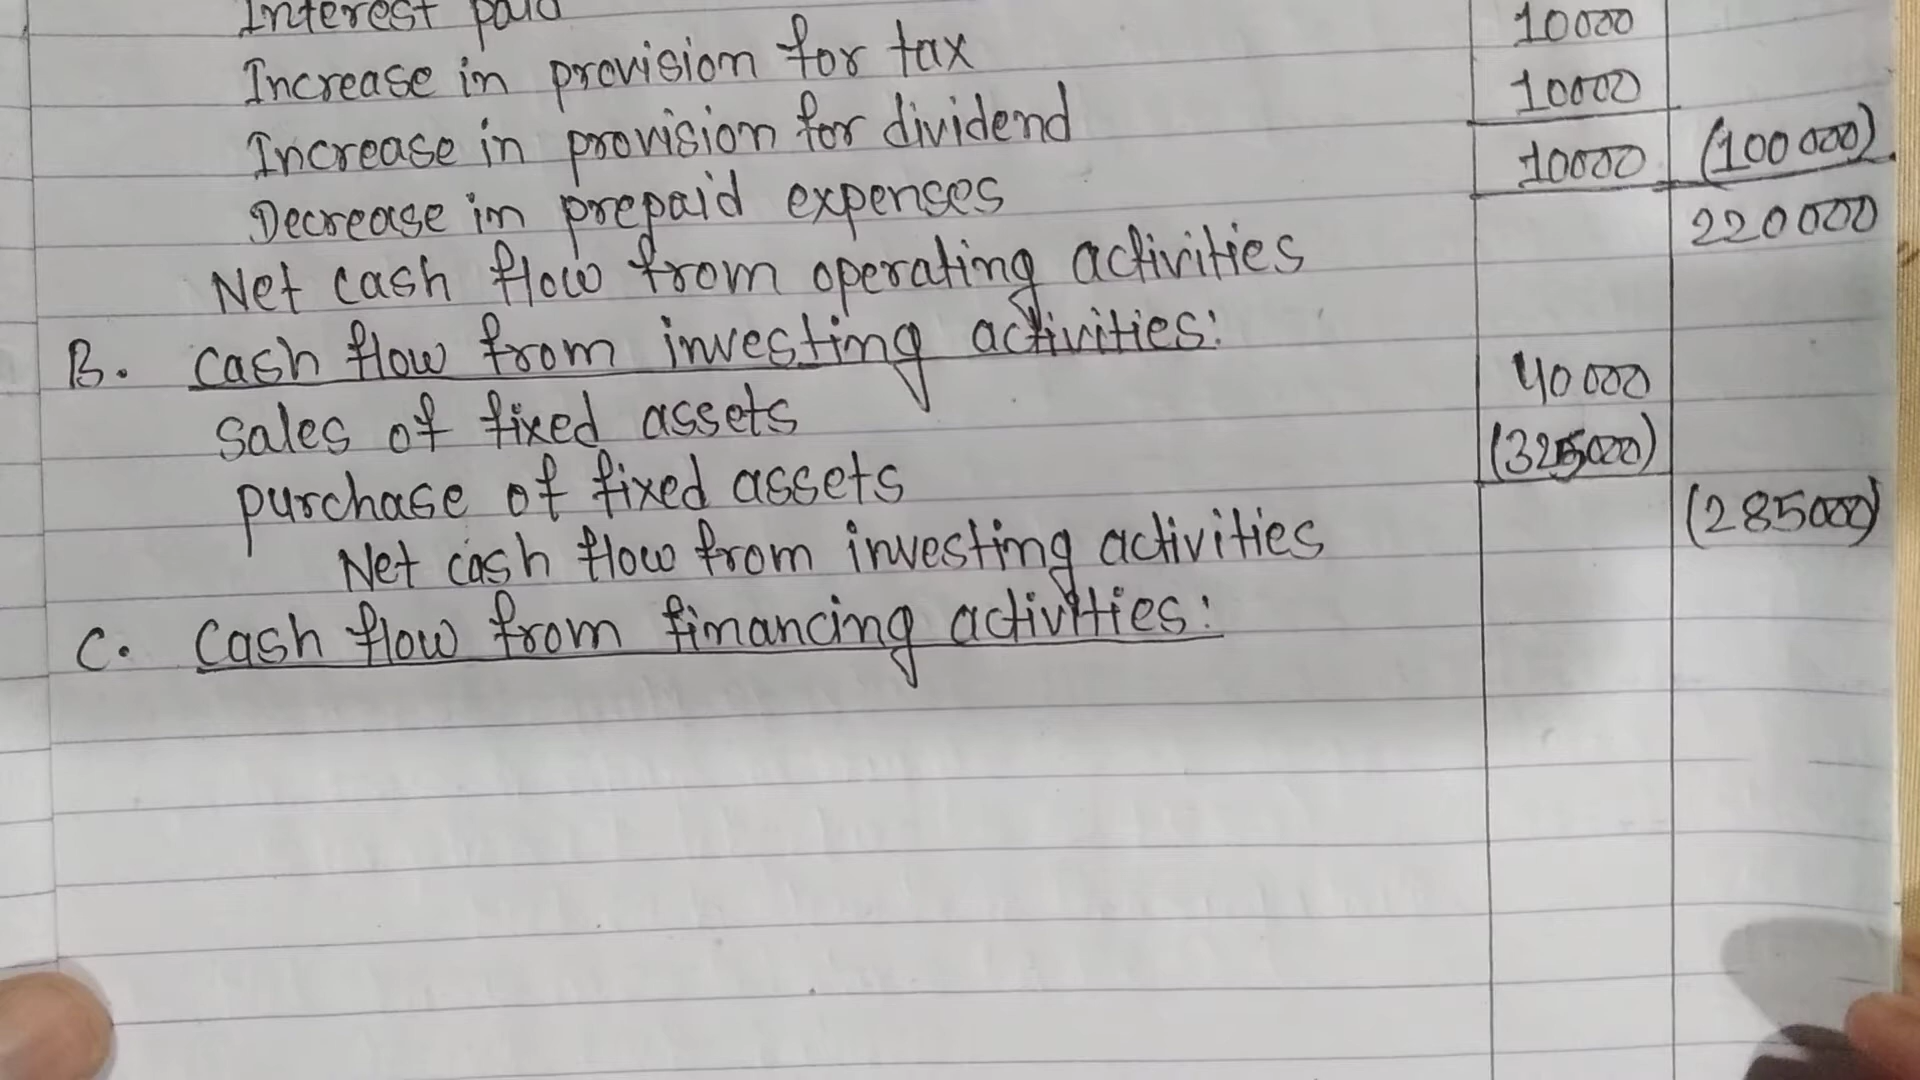 Interest paid
Increase in provision for tax 10000
Increase in provision for dividend 10000
Decrease in prepaid expenses 10000 (100000)
Net cash flow from operating activities 220000
B. cash flow from investing activities:
sales of fixed assets 40000
purchase of fixed assets (325000)
Net cash flow from investing activities (285000)
C. Cash flow from financing activities: